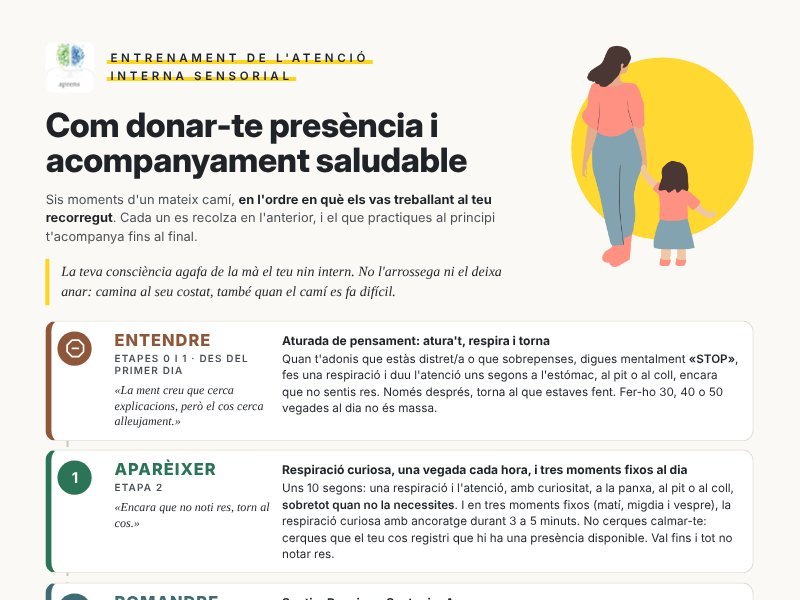 apeens
ENTRENAMENT DE L'ATENCIÓ
INTERNA SENSORIAL
Com donar-te presència i
acompanyament saludable
Sis moments d'un mateix camí, en l'ordre en què els vas treballant al teu
recorregut. Cada un es recolza en l'anterior, i el que practiques al principi
t'acompanya fins al final.
La teva consciència agafa de la mà el teu nin intern. No l'arrossega ni el deixa
anar: camina al seu costat, també quan el camí es fa difícil.
ENTENDRE
ETAPES 0 I 1 · DES DEL
PRIMER DIA
«La ment creu que cerca
explicacions, però el cos cerca
alleujament.»
Aturada de pensament: atura't, respira i torna
Quan t'adonis que estàs distret/a o que sobrepenses, digues mentalment «STOP»,
fes una respiració i duu l'atenció uns segons a l'estómac, al pit o al coll, encara
que no sentis res. Només després, torna al que estaves fent. Fer-ho 30, 40 o 50
vegades al dia no és massa.
1
APARÈIXER
ETAPA 2
«Encara que no noti res, torn al
cos.»
Respiració curiosa, una vegada cada hora, i tres moments fixos al dia
Uns 10 segons: una respiració i l'atenció, amb curiositat, a la panxa, al pit o al coll,
sobretot quan no la necessites. I en tres moments fixos (matí, migdia i vespre), la
respiració curiosa amb ancoratge durant 3 a 5 minuts. No cerques calmar-te:
cerques que el teu cos registri que hi ha una presència disponible. Val fins i tot no
notar res.
ROMANDRE